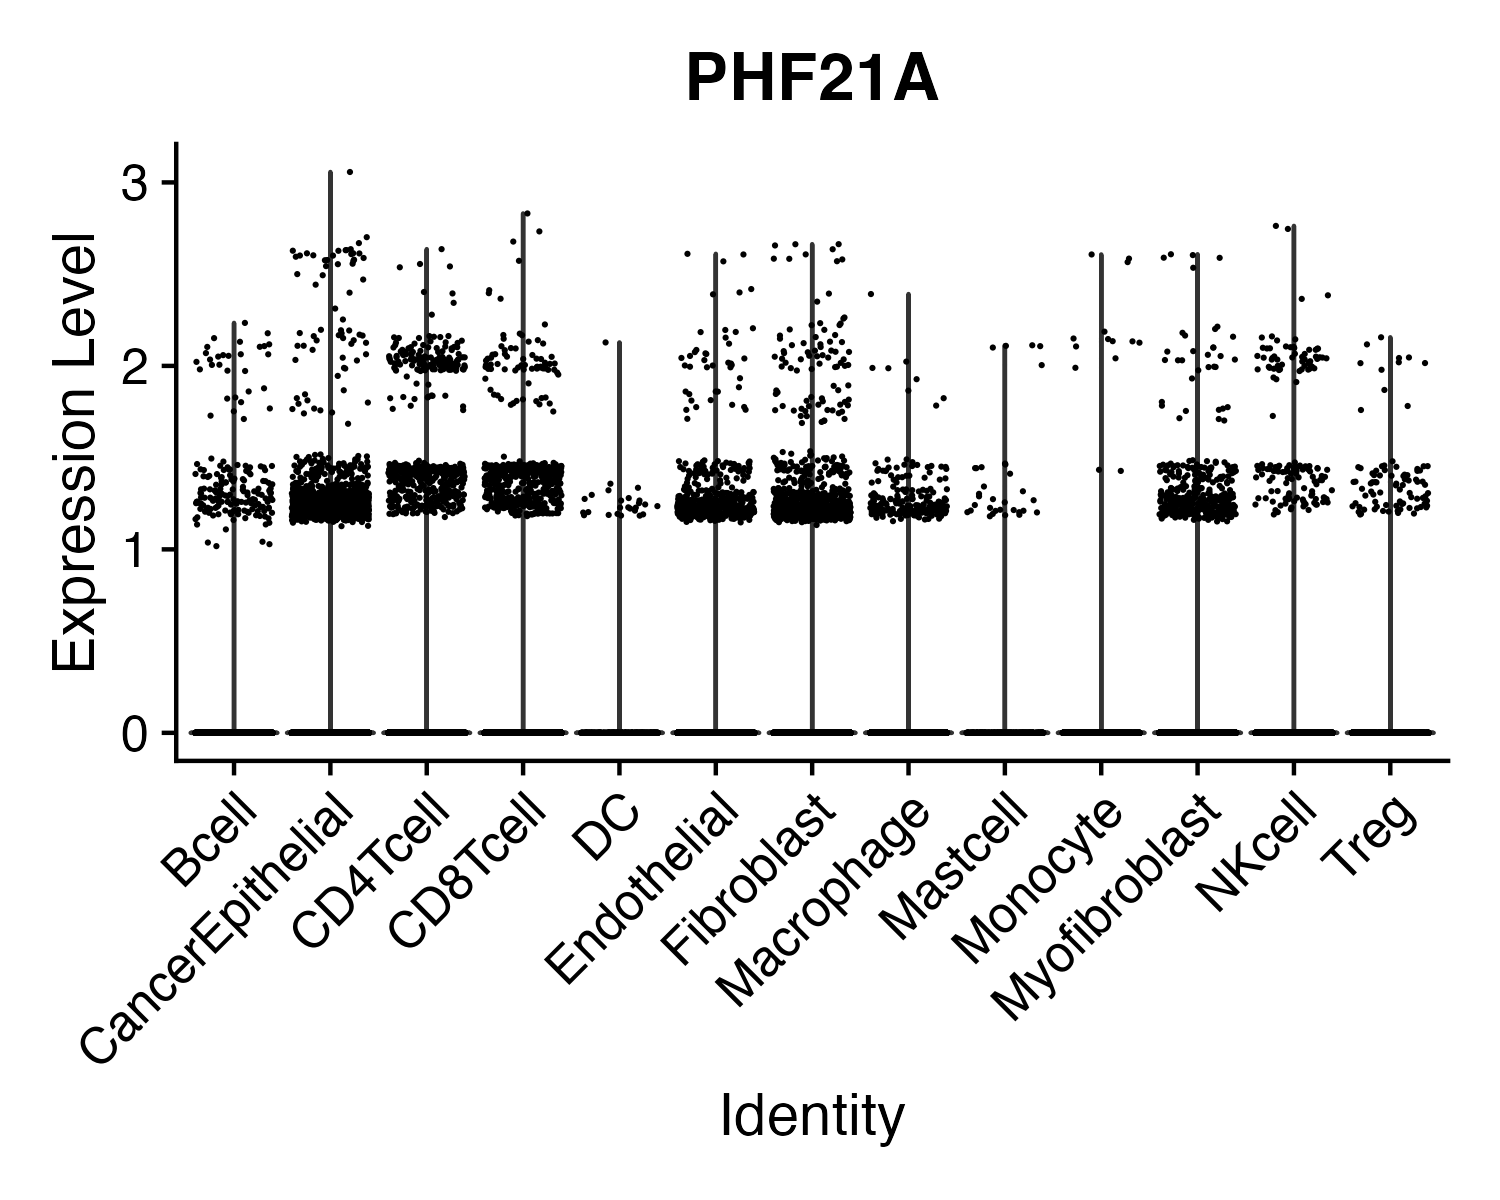 PHF21A
Expression Level
3
2
1
0
Bcell
CancerEpithelial
CD4Tcell
CD8Tcell
DC
Endothelial
Fibroblast
Macrophage
Mastcell
Monocyte
Myofibroblast
NKcell
Treg
Identity